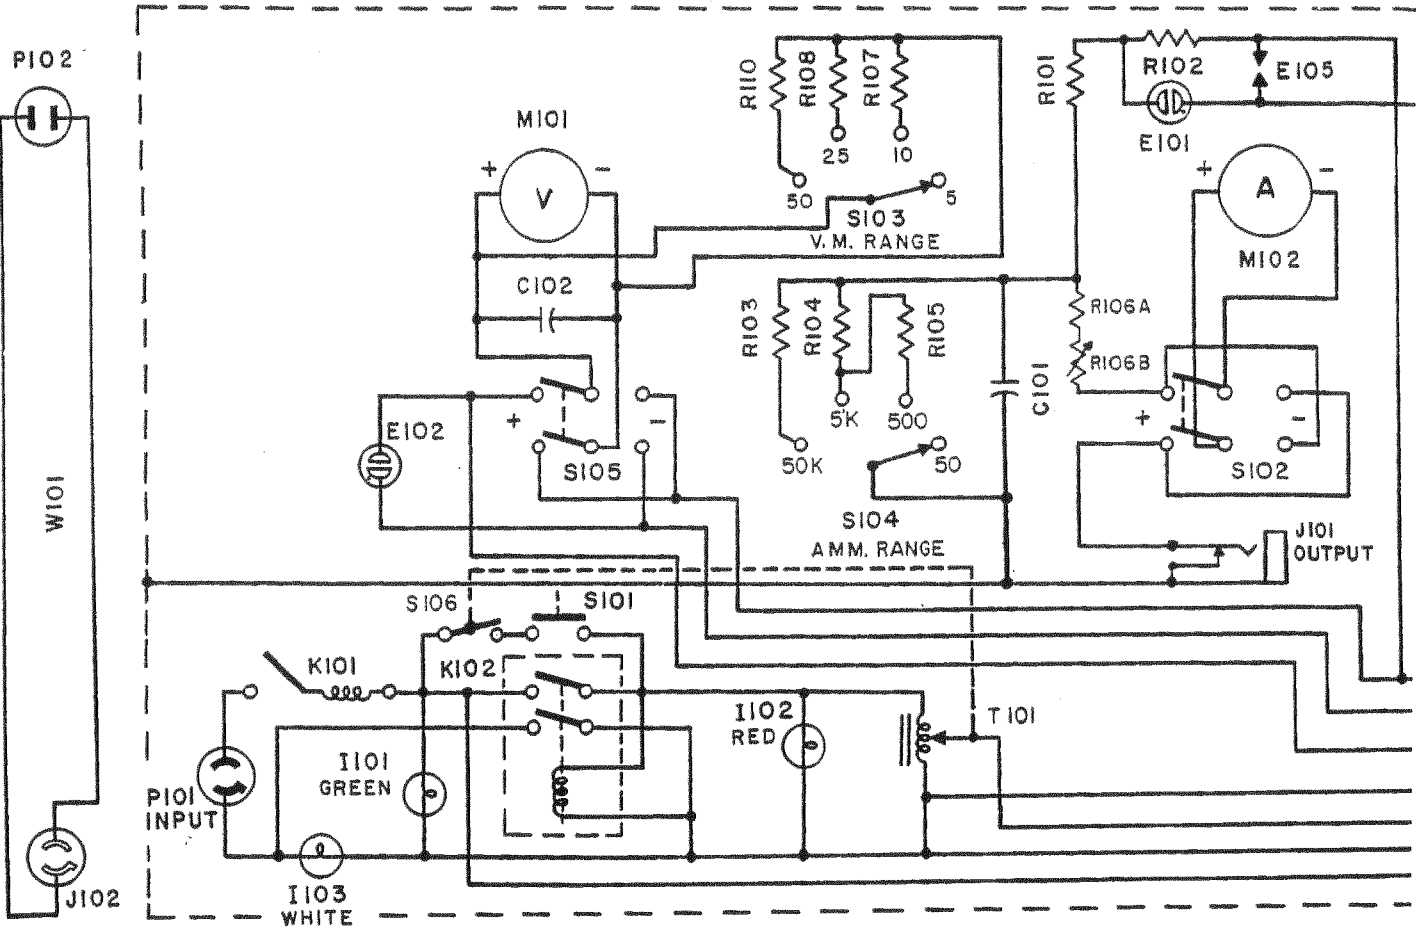 P102
W101
J102
M101
+
-
V
C102
R110
R108
R107
25
10
50
5
S103
V.M. RANGE
R101
R102
E105
E101
+
-
A
M102
R103
R104
R105
5K
500
50K
50
S104
AMM. RANGE
C101
R106A
R106B
+
-
S102
J101
OUTPUT
E102
+
-
S105
S106
S101
K101
K102
I102
RED
T101
I101
GREEN
P101
INPUT
I103
WHITE